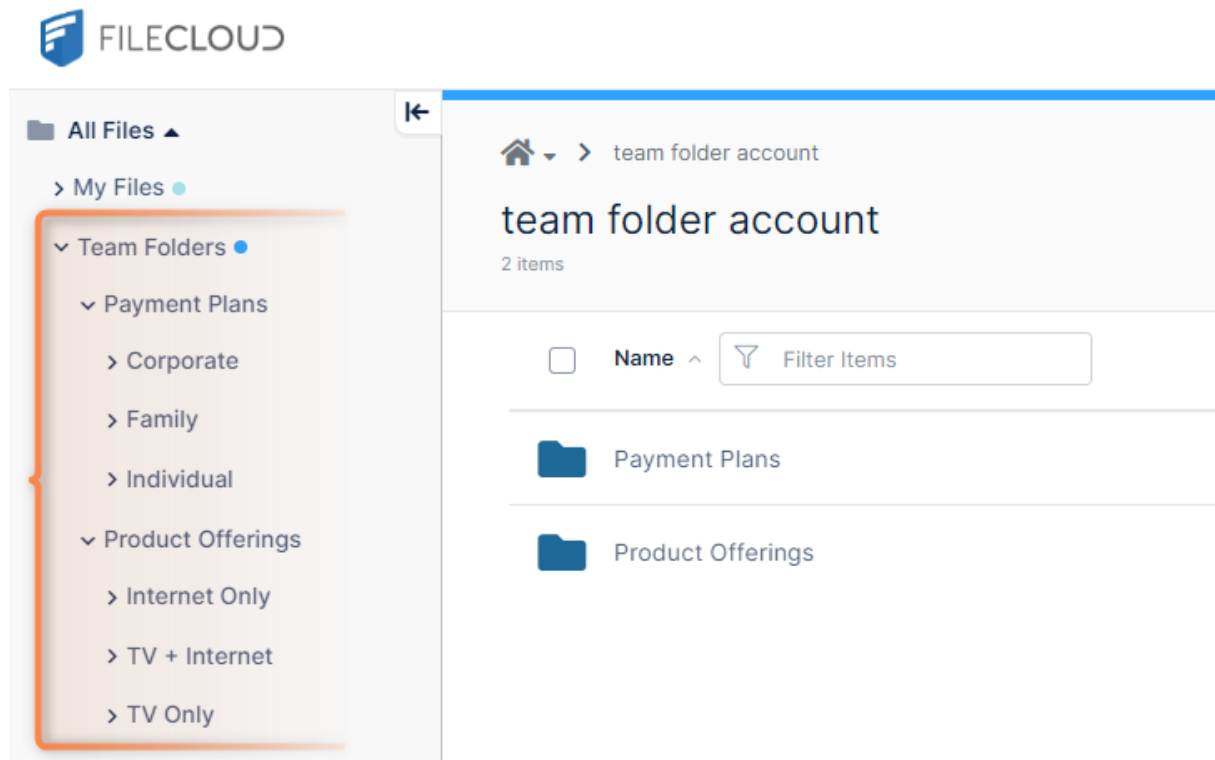 FILECLOUD
All Files
My Files
Team Folders
Payment Plans
Corporate
Family
Individual
Product Offerings
Internet Only
TV + Internet
TV Only
team folder account
team folder account
2 items
Name
Filter Items
Payment Plans
Product Offerings